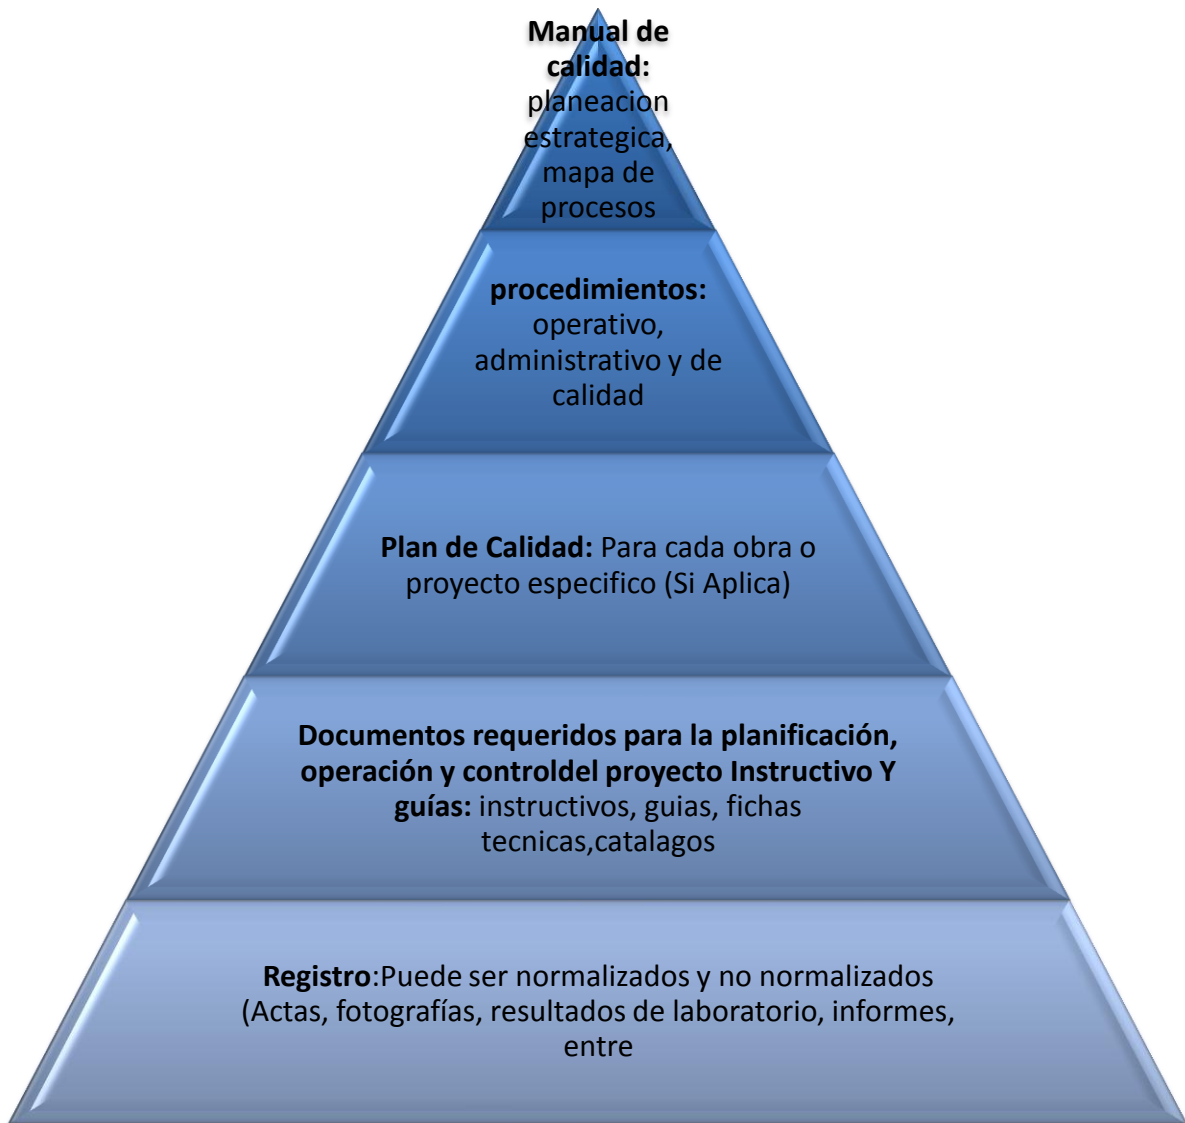 Manual de
calidad:
planeacion
estrategica,
mapa de
procesos
procedimientos:
operativo,
administrativo y de
calidad
Plan de Calidad: Para cada obra o
proyecto especifico (Si Aplica)
Documentos requeridos para la planificación,
operación y controldel proyecto Instructivo Y
guías: instructivos, guias, fichas
tecnicas,catalagos
Registro:Puede ser normalizados y no normalizados
(Actas, fotografías, resultados de laboratorio, informes,
entre